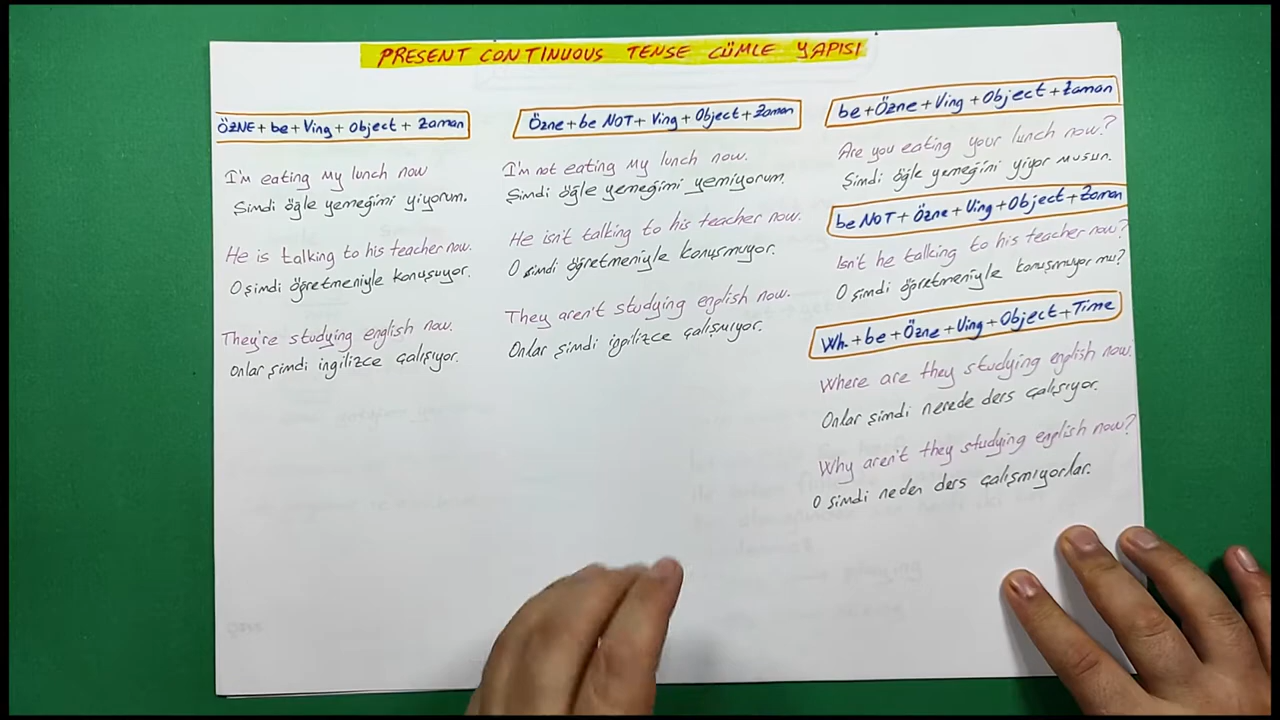 PRESENT CONTINUOUS TENSE CÜMLE YAPISI
ÖZNE + be + Ving + Object + Zaman
I'm eating my lunch now
Şimdi öğle yemeğimi yiyorum.
He is talking to his teacher now.
O şimdi öğretmeniyle konuşuyor.
They're studying english now.
Onlar şimdi ingilizce çalışıyor.
Özne + be NOT + Ving + Object + Zaman
I'm not eating my lunch now.
Şimdi öğle yemeğimi yemiyorum.
He isn't talking to his teacher now.
O şimdi öğretmeniyle konuşmuyor.
They aren't studying english now.
Onlar şimdi ingilizce çalışmıyor.
be + Özne + Ving + Object + Zaman
Are you eating your lunch now?
Şimdi öğle yemeğini yiyor musun.
be NOT + Özne + Ving + Object + Zaman
Isn't he talking to his teacher now?
O şimdi öğretmeniyle konuşmuyor mu?
Wh. + be + Özne + Ving + Object + Time
Where are they studying english now.
Onlar şimdi nerede ders çalışıyor.
Why aren't they studying english now?
O şimdi neden ders çalışmıyorlar.